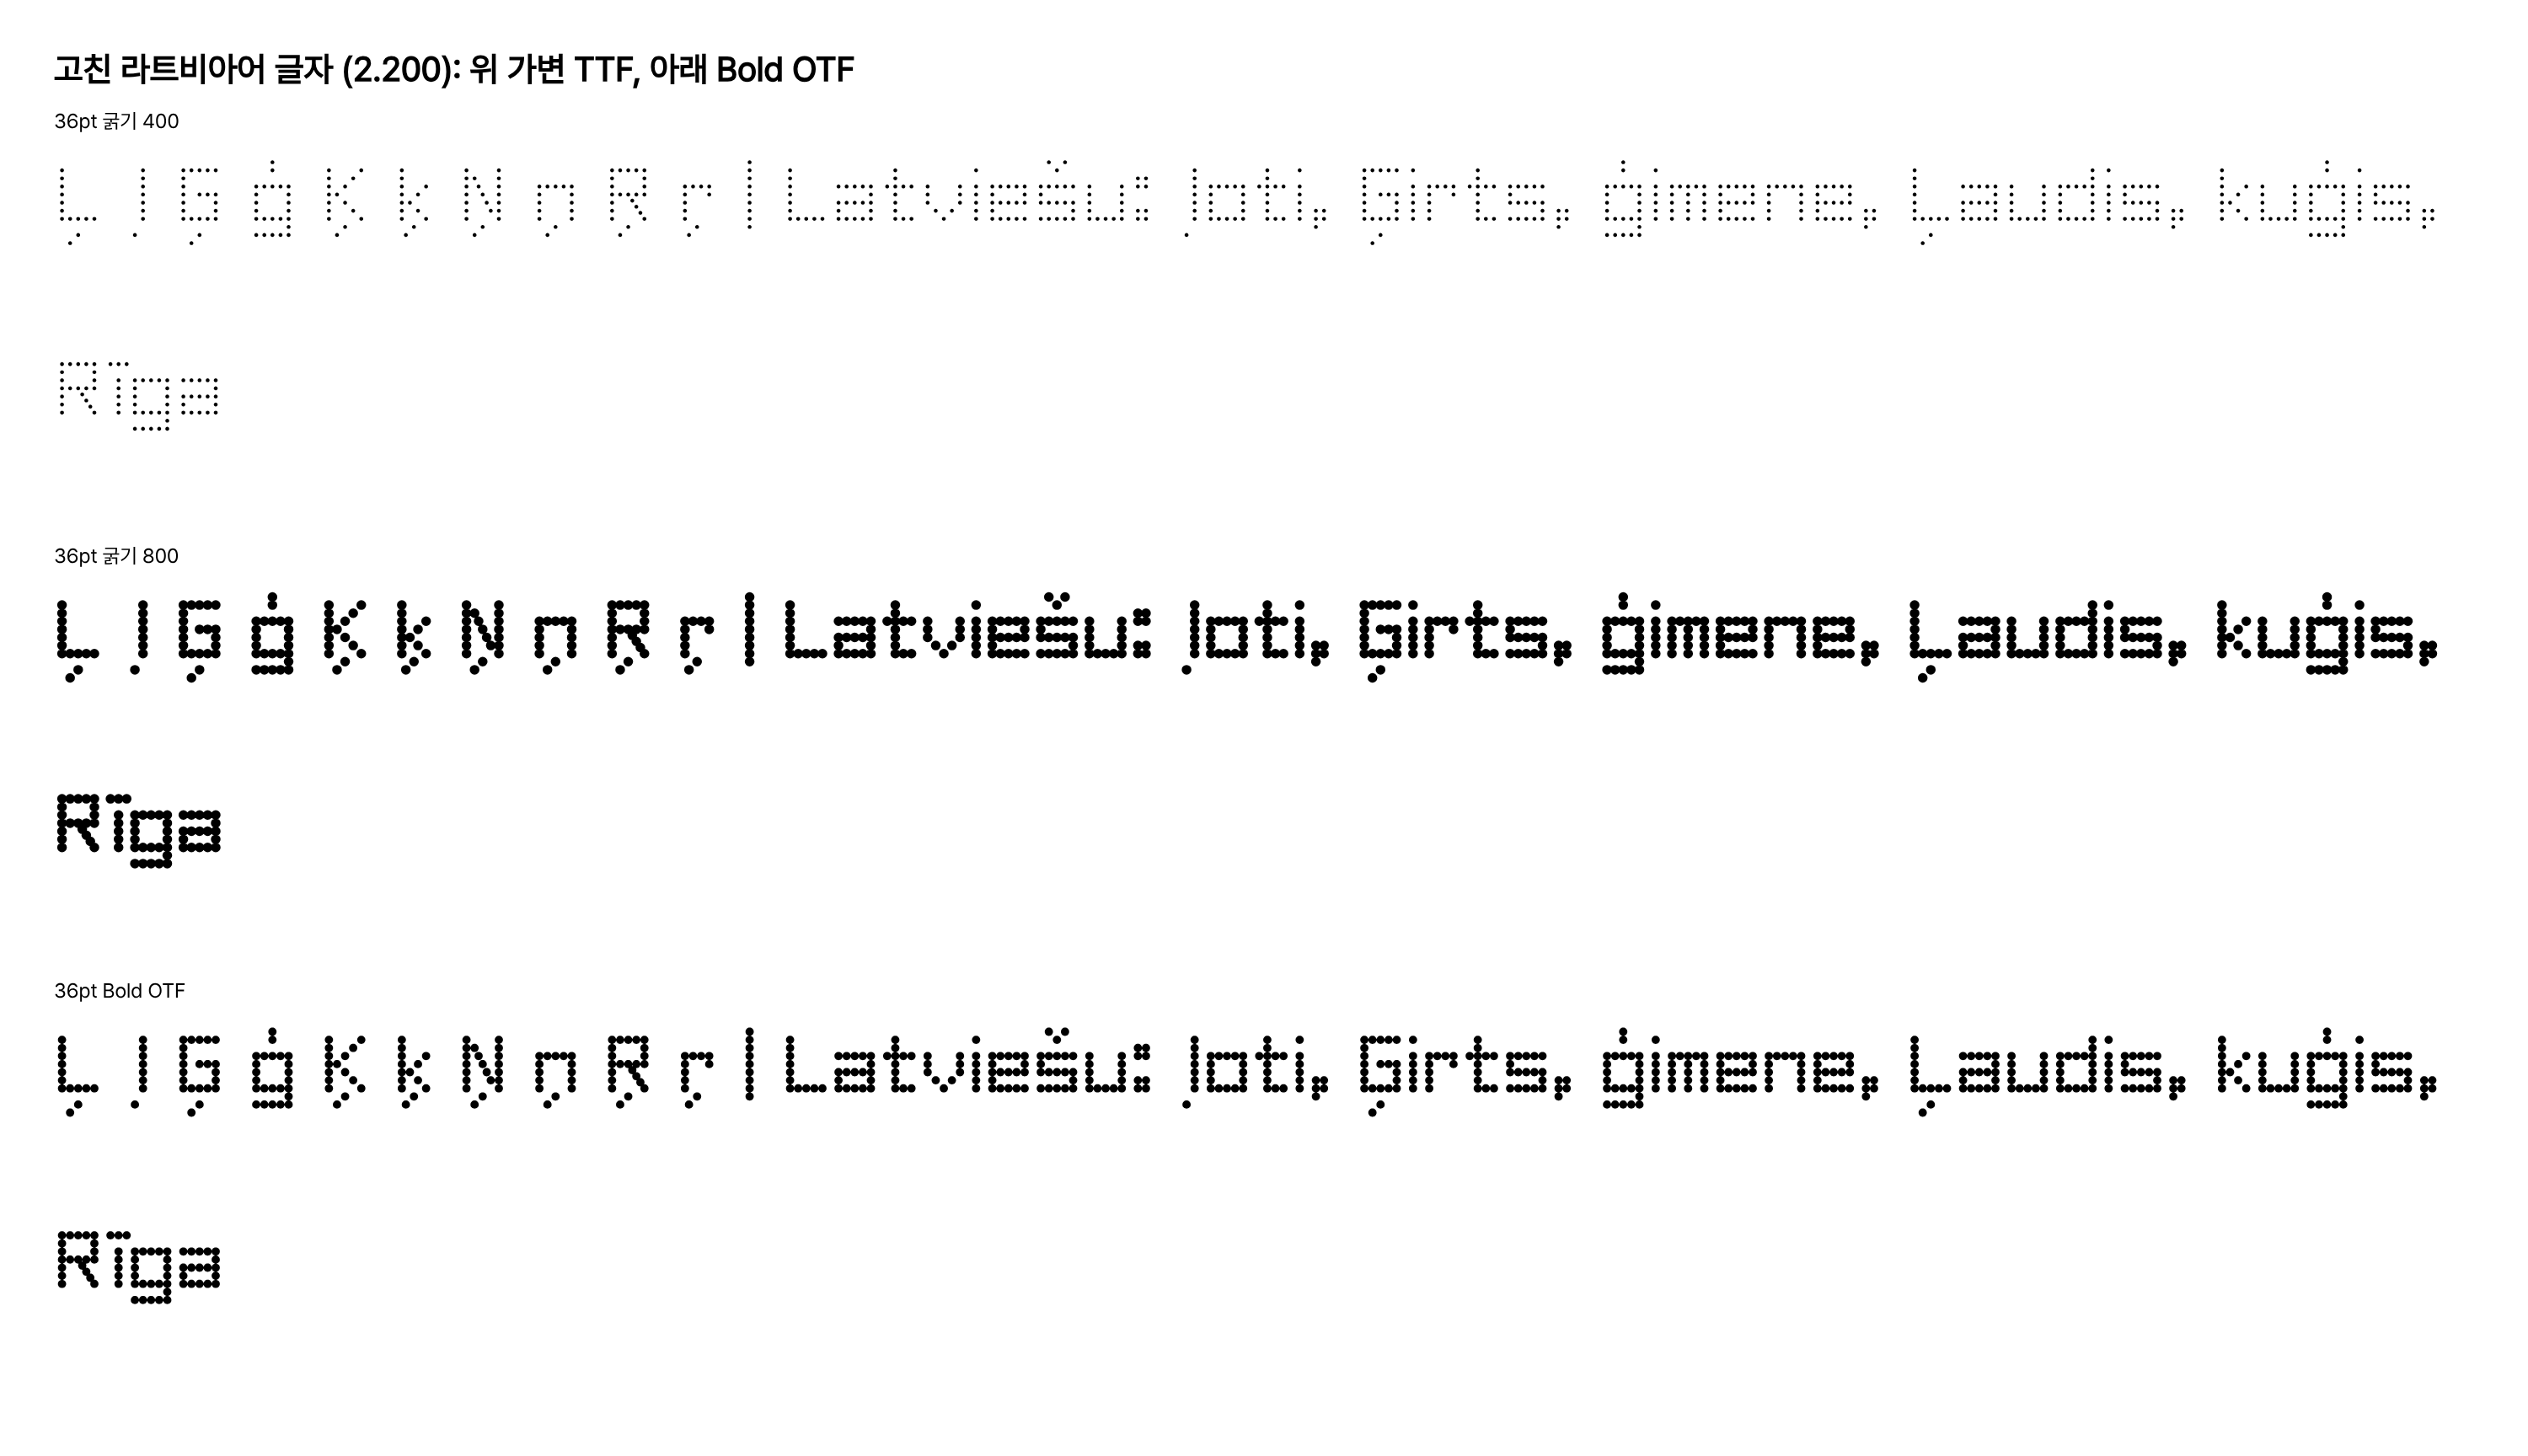 고친 라트비아어 글자 (2.200): 위 가변 TTF, 아래 Bold OTF
36pt 굵기 400
Ļ ļ Ģ ģ Ķ ķ Ņ ņ Ŗ ŗ | Latviešu: ļoti, Ģirts, ģimene, Ļaudis, kuģis,
Rīga
36pt 굵기 800
Ļ ļ Ģ ģ Ķ ķ Ņ ņ Ŗ ŗ | Latviešu: ļoti, Ģirts, ģimene, Ļaudis, kuģis,
Rīga
36pt Bold OTF
Ļ ļ Ģ ģ Ķ ķ Ņ ņ Ŗ ŗ | Latviešu: ļoti, Ģirts, ģimene, Ļaudis, kuģis,
Rīga